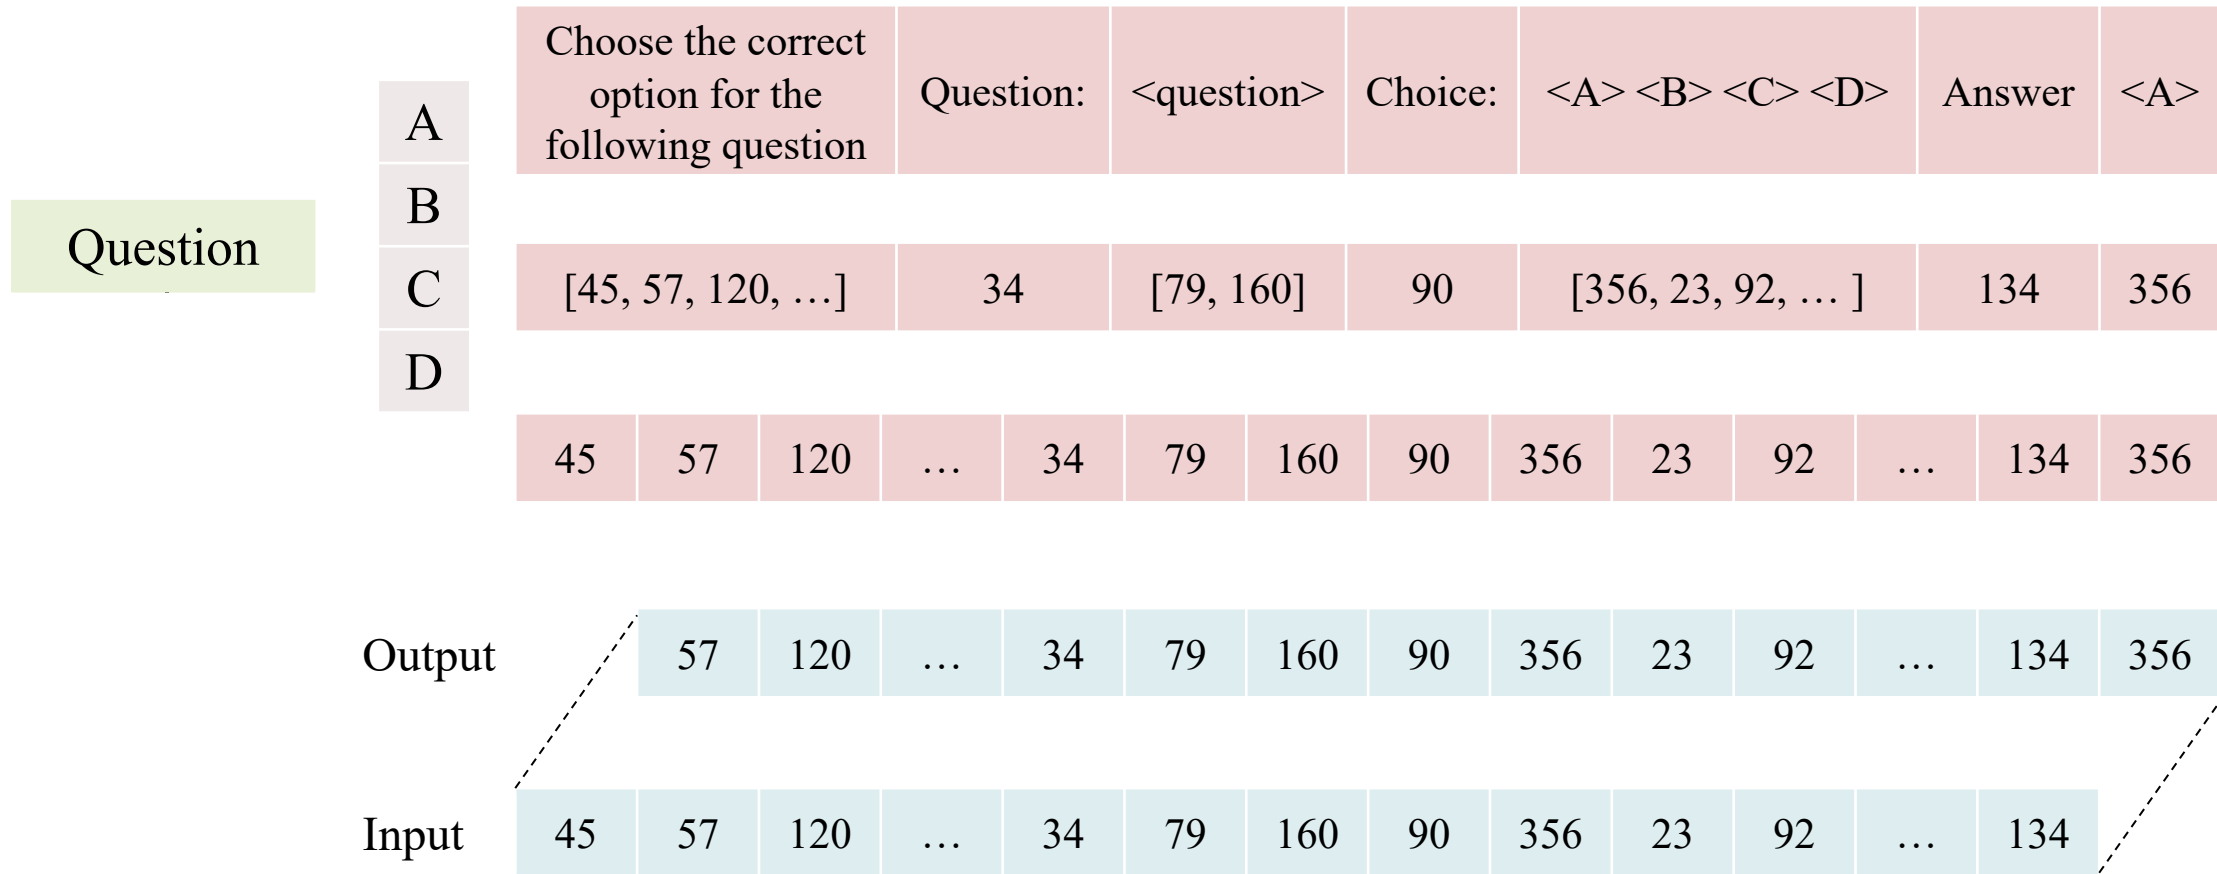 Question
A
B
C
D
Choose the correct
option for the
following question
Question:
<question>
Choice:
<A> <B> <C> <D>
Answer
<A>
[45, 57, 120, …]
34
[79, 160]
90
[356, 23, 92, … ]
134
356
45 57 120 … 34 79 160 90 356 23 92 … 134 356
Output 57 120 … 34 79 160 90 356 23 92 … 134 356
Input 45 57 120 … 34 79 160 90 356 23 92 … 134